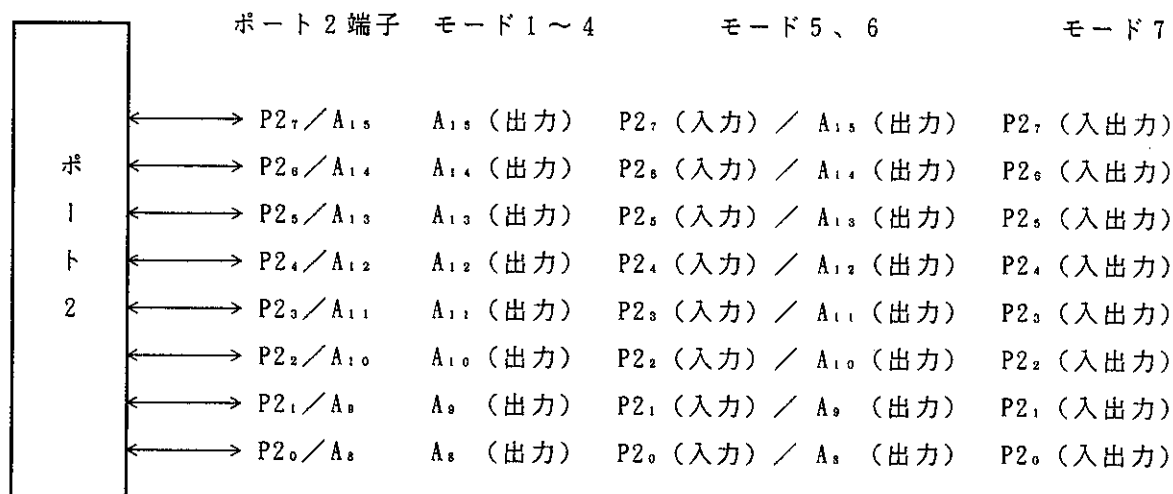 ポート2端子 モード1～4 モード5、6 モード7
P2₇／A₁₅ A₁₅（出力） P2₇（入力）／A₁₅（出力） P2₇（入出力）
P2₆／A₁₄ A₁₄（出力） P2₆（入力）／A₁₄（出力） P2₆（入出力）
P2₅／A₁₃ A₁₃（出力） P2₅（入力）／A₁₃（出力） P2₅（入出力）
P2₄／A₁₂ A₁₂（出力） P2₄（入力）／A₁₂（出力） P2₄（入出力）
P2₃／A₁₁ A₁₁（出力） P2₃（入力）／A₁₁（出力） P2₃（入出力）
P2₂／A₁₀ A₁₀（出力） P2₂（入力）／A₁₀（出力） P2₂（入出力）
P2₁／A₉ A₉（出力） P2₁（入力）／A₉（出力） P2₁（入出力）
P2₀／A₈ A₈（出力） P2₀（入力）／A₈（出力） P2₀（入出力）
ポート2